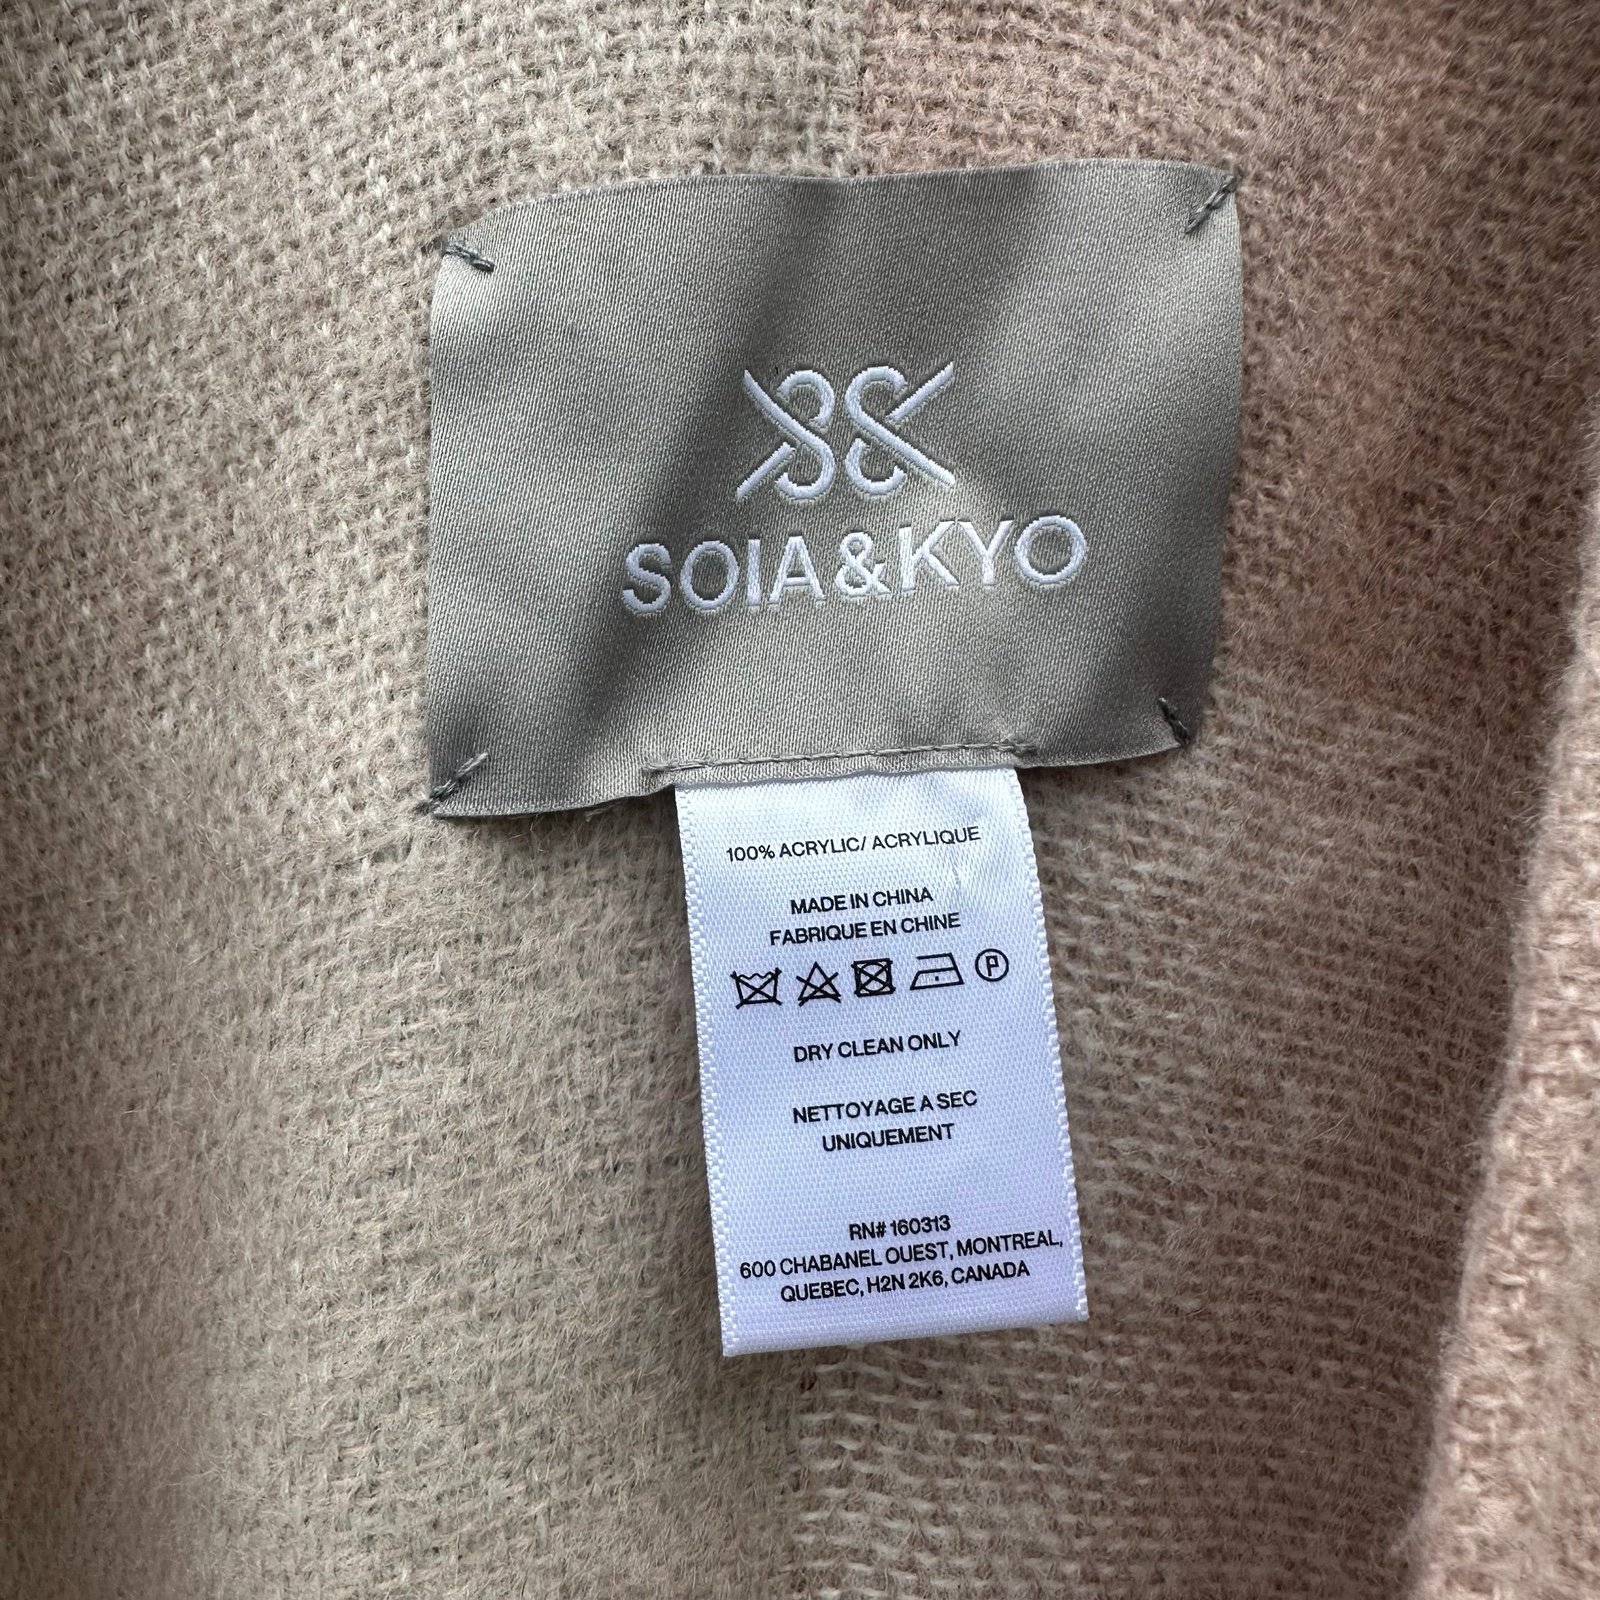 SOIA&KYO
100% ACRYLIC/ ACRYLIQUE
MADE IN CHINA
FABRIQUE EN CHINE
P
DRY CLEAN ONLY
NETTOYAGE A SEC
UNIQUEMENT
RN# 160313
600 CHABANEL OUEST, MONTREAL,
QUEBEC, H2N 2K6, CANADA